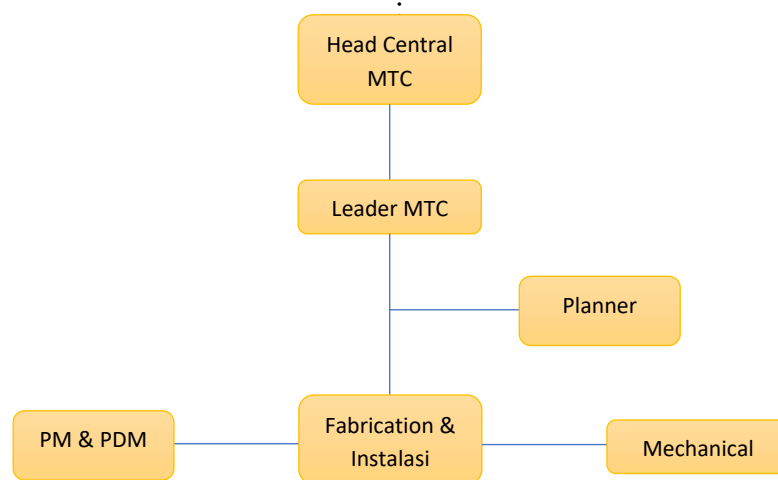 Head Central
MTC
Leader MTC
Planner
PM & PDM
Fabrication &
Instalasi
Mechanical